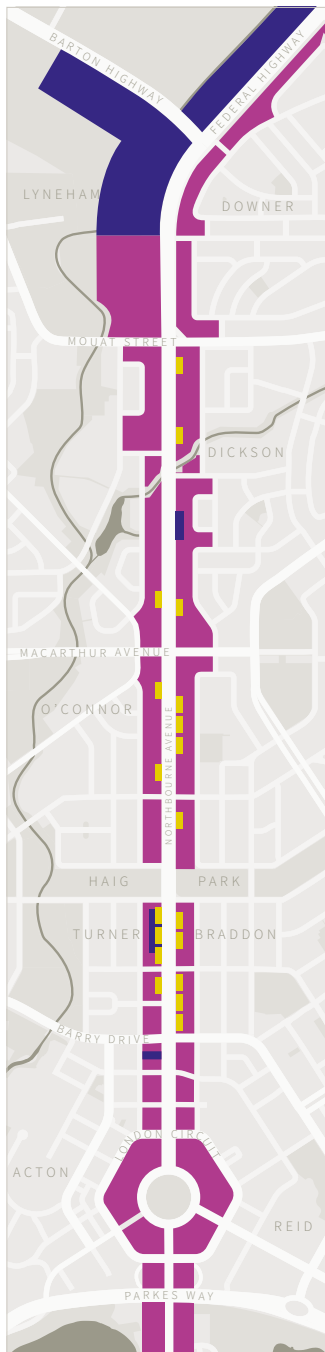 BARTON HIGHWAY
FEDERAL HIGHWAY
LYNEHAM
DOWNER
MOUAT STREET
DICKSON
MACARTHUR AVENUE
O'CONNOR
NORTHBOURNE AVENUE
HAIG PARK
TURNER
BRADDON
BARRY DRIVE
LONDON CIRCUIT
ACTON
REID
PARKES WAY